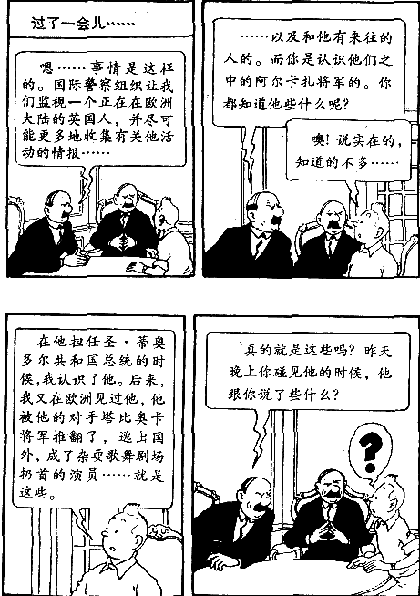 过了一会儿……
嗯……事情是这样
的。国际警察组织让我
们监视一个正在在欧洲
大陆的英国人，并尽可
能更多地收集有关他活
动的情报……
……以及和他有来往的
人的。而你是认识他们之
中的阿尔卡扎将军的。你
都知道他些什么呢？
噢！说实在的，
知道的不多……
在他担任圣·蒂奥
多尔共和国总统的时
候，我认识了他。后来，
我又在欧洲见过他，他
被他的对手塔比奥卡
将军推翻了，逃上国
外，成了杂耍歌舞剧场
扔首的演员……就是
这些。
真的就是这些吗？昨天
晚上你碰见他的时候，他
跟你说了些什么？
?